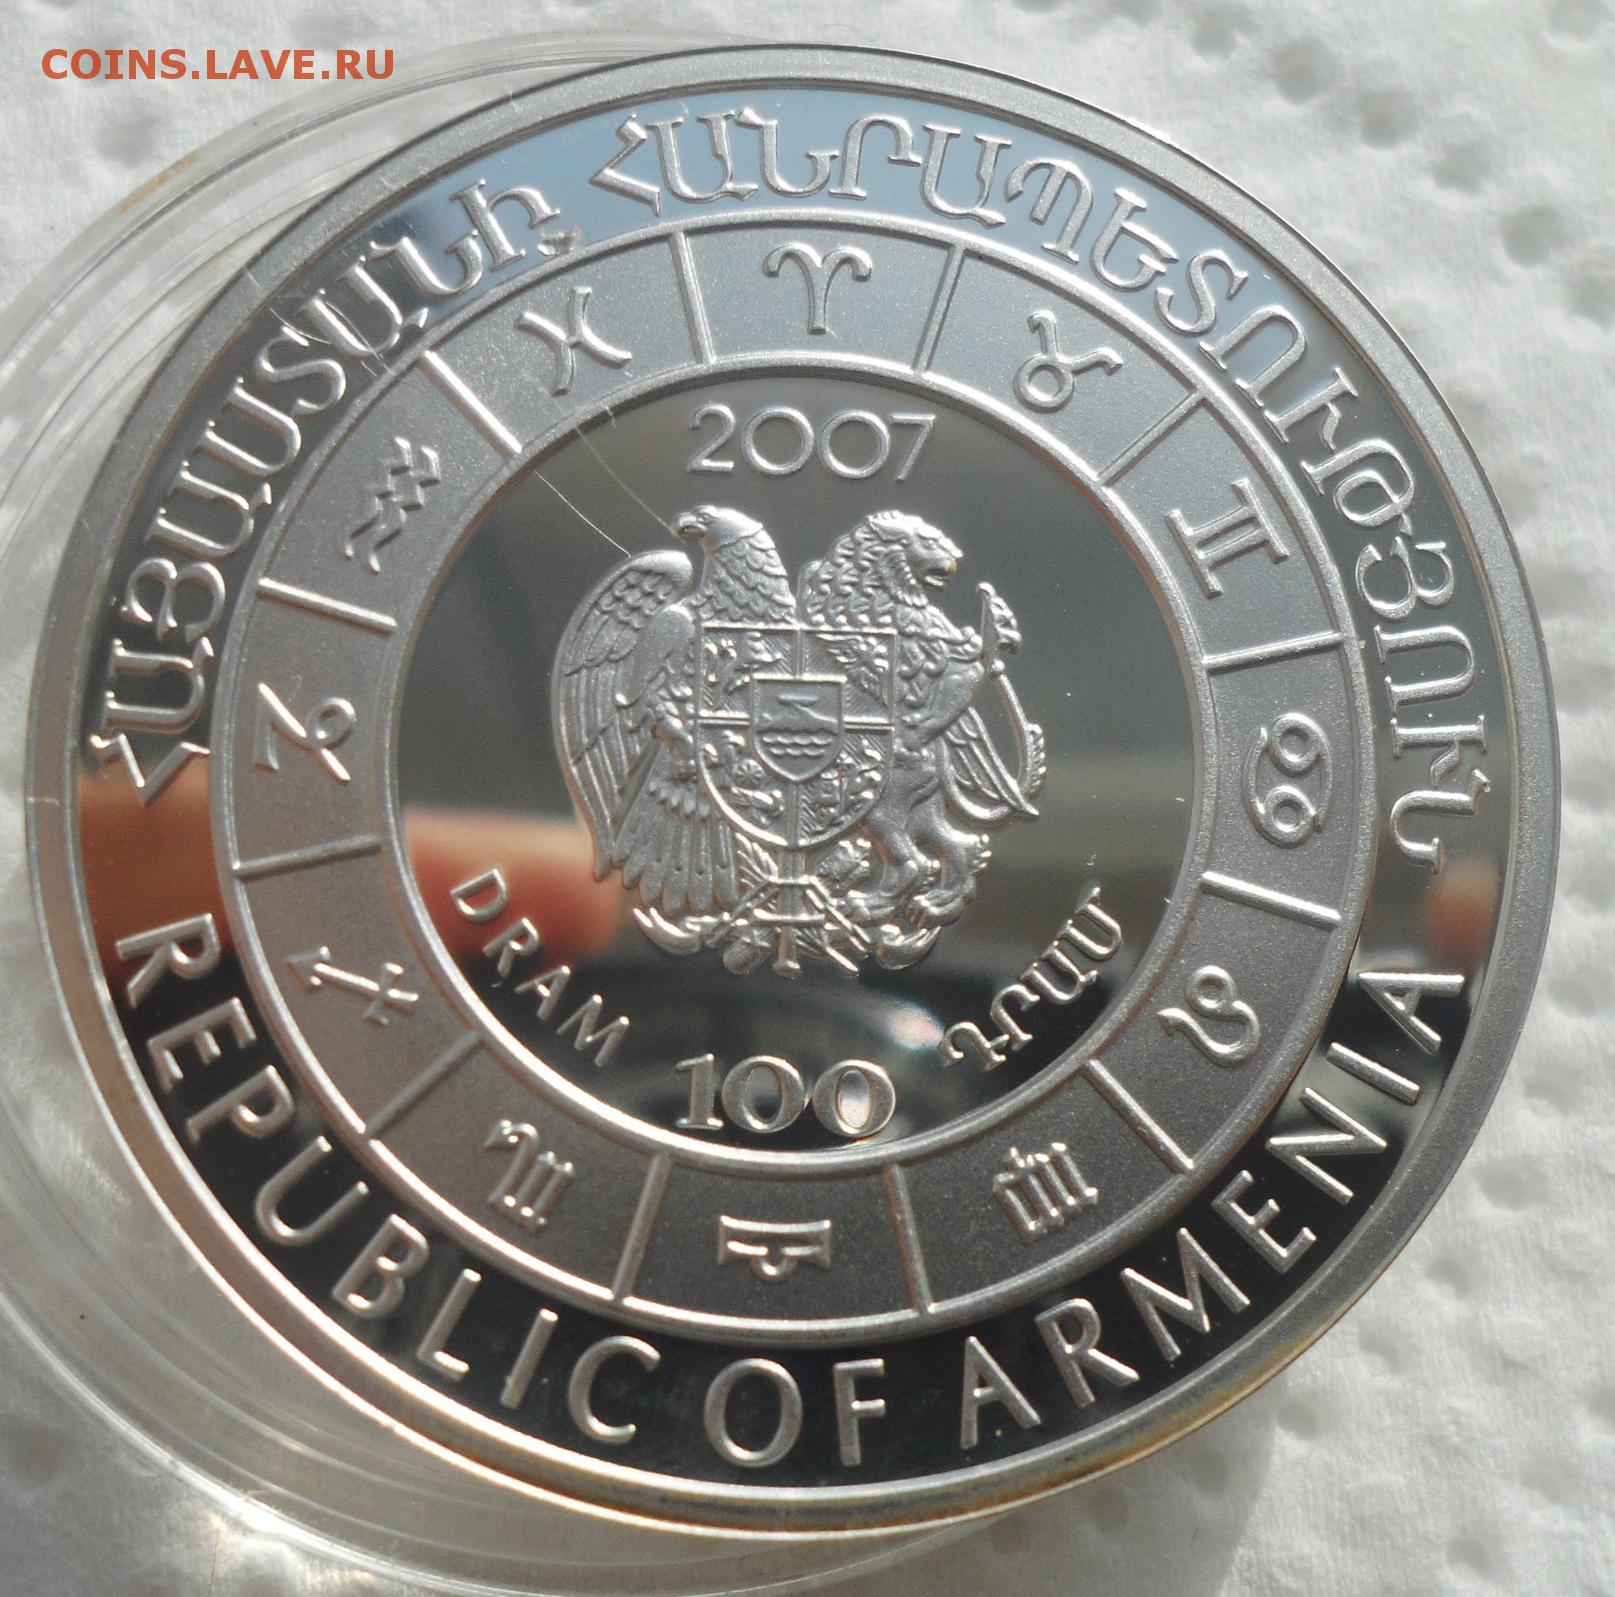 COINS.LAVE.RU
ՀԱՅԱՍՏԱՆԻ ՀԱՆՐԱՊԵՏՈՒԹՅՈՒՆ
2007
DRAM 100 ԴՐԱՄ
REPUBLIC OF ARMENIA